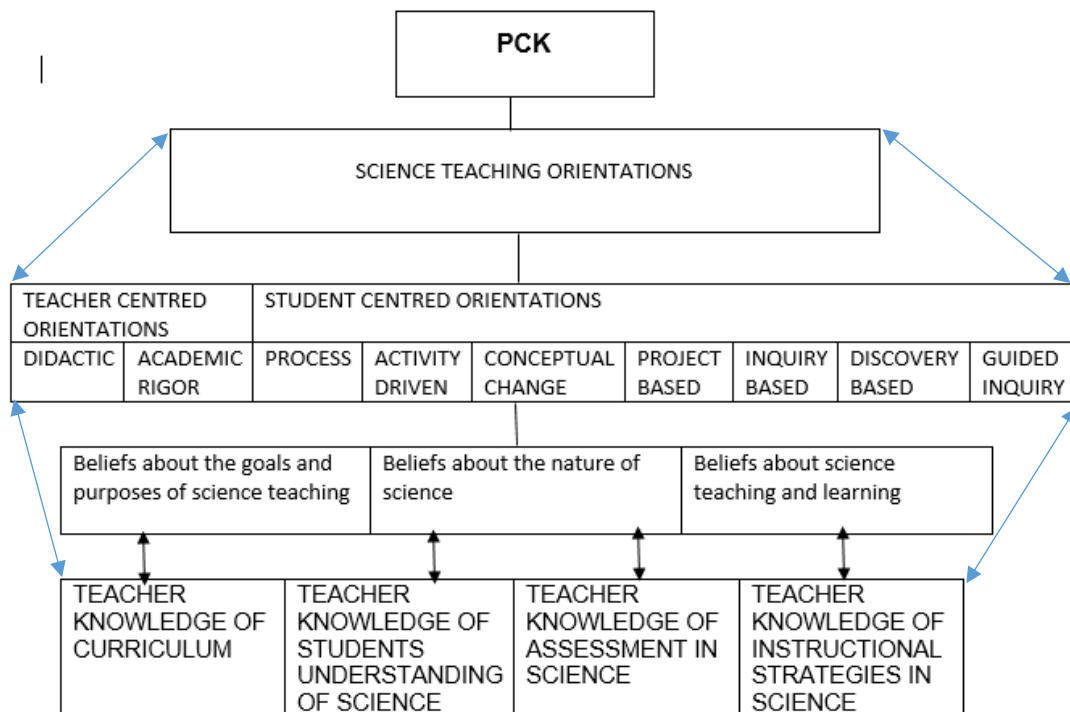 PCK
SCIENCE TEACHING ORIENTATIONS
TEACHER CENTRED
ORIENTATIONS
STUDENT CENTRED ORIENTATIONS
DIDACTIC
ACADEMIC
RIGOR
PROCESS
ACTIVITY
DRIVEN
CONCEPTUAL
CHANGE
PROJECT
BASED
INQUIRY
BASED
DISCOVERY
BASED
GUIDED
INQUIRY
Beliefs about the goals and
purposes of science teaching
Beliefs about the nature of
science
Beliefs about science
teaching and learning
TEACHER
KNOWLEDGE OF
CURRICULUM
TEACHER
KNOWLEDGE OF
STUDENTS
UNDERSTANDING
OF SCIENCE
TEACHER
KNOWLEDGE OF
ASSESSMENT IN
SCIENCE
TEACHER
KNOWLEDGE OF
INSTRUCTIONAL
STRATEGIES IN
SCIENCE